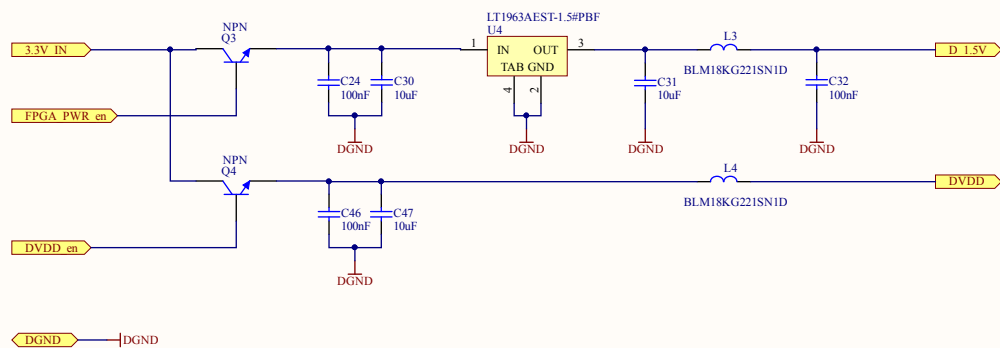 LT1963AEST-1.5#PBF
U4
NPN
Q3
3.3V_IN
1
IN
OUT
3
TAB
GND
4
2
L3
BLM18KG221SN1D
D_1.5V
C24
100nF
C30
10uF
C31
10uF
C32
100nF
FPGA_PWR_en
DGND
DGND
DGND
DGND
NPN
Q4
L4
BLM18KG221SN1D
DVDD
C46
100nF
C47
10uF
DVDD_en
DGND
DGND
DGND